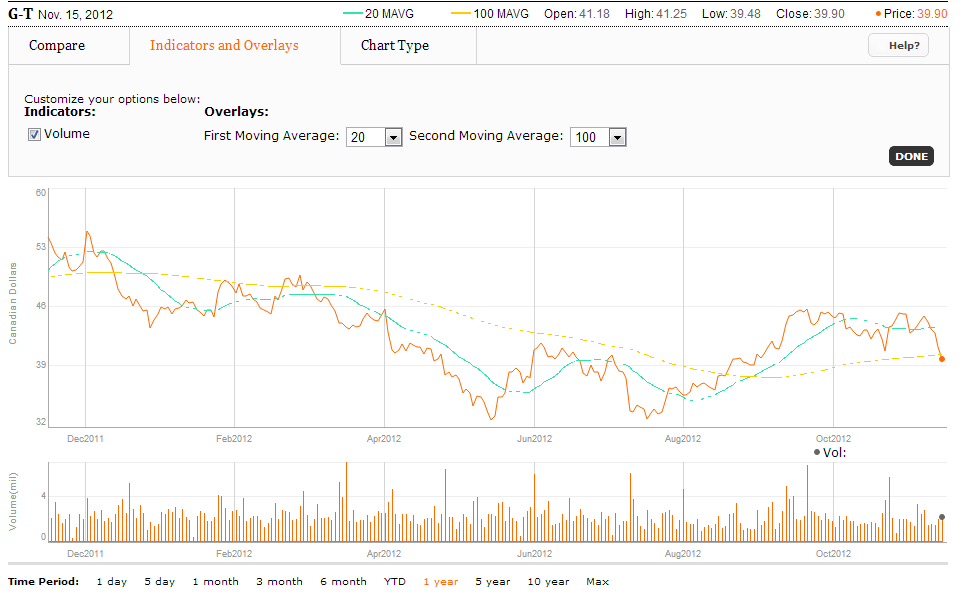 G-T Nov. 15, 2012 20 MAVG 100 MAVG Open: 41.18 High: 41.25 Low: 39.48 Close: 39.90 Price: 39.90
Compare Indicators and Overlays Chart Type Help?
Customize your options below:
Indicators: Overlays:
Volume First Moving Average: 20 Second Moving Average: 100
DONE
60
53
46
39
32
Canadian Dollars
Dec2011 Feb2012 Apr2012 Jun2012 Aug2012 Oct2012
Vol:
4
0
Volume(mil)
Dec2011 Feb2012 Apr2012 Jun2012 Aug2012 Oct2012
Time Period: 1 day 5 day 1 month 3 month 6 month YTD 1 year 5 year 10 year Max